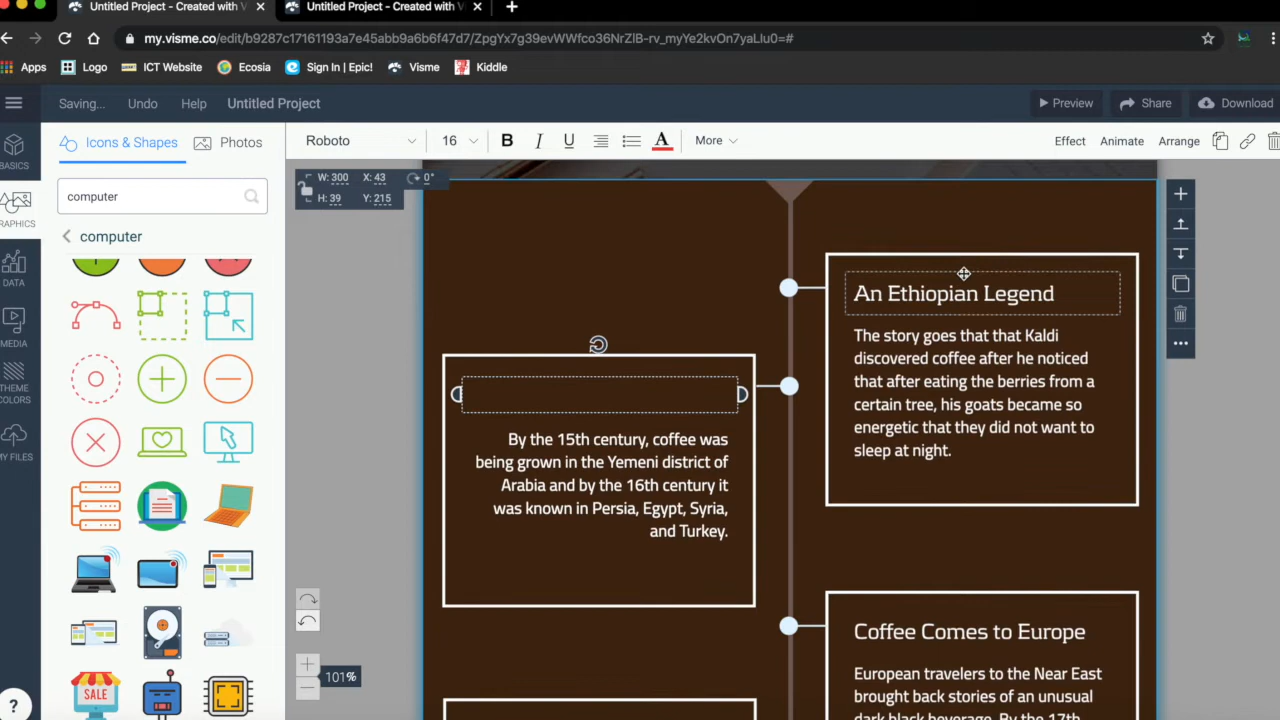 Untitled Project - Created with V
Untitled Project - Created with V
my.visme.co/edit/b9287c17161193a7e45abb9a6b6f47d7/ZpgYx7g39evWWfco36NrZlB-rv_myYe2kvOn7yaLlu0=#
Apps
Logo
ICT Website
Ecosia
Sign In | Epic!
Visme
Kiddle
Saving...
Undo
Help
Untitled Project
Preview
Share
Download
Icons & Shapes
Photos
Roboto
16
B
I
U
A
More
Effect
Animate
Arrange
BASICS
RAPHICS
DATA
MEDIA
THEME
COLORS
MY FILES
computer
computer
SALE
?
W: 300
X: 43
0°
H: 39
Y: 215
101%
An Ethiopian Legend
The story goes that that Kaldi
discovered coffee after he noticed
that after eating the berries from a
certain tree, his goats became so
energetic that they did not want to
sleep at night.
By the 15th century, coffee was
being grown in the Yemeni district of
Arabia and by the 16th century it
was known in Persia, Egypt, Syria,
and Turkey.
Coffee Comes to Europe
European travelers to the Near East
brought back stories of an unusual
dark black beverage. By the 17th